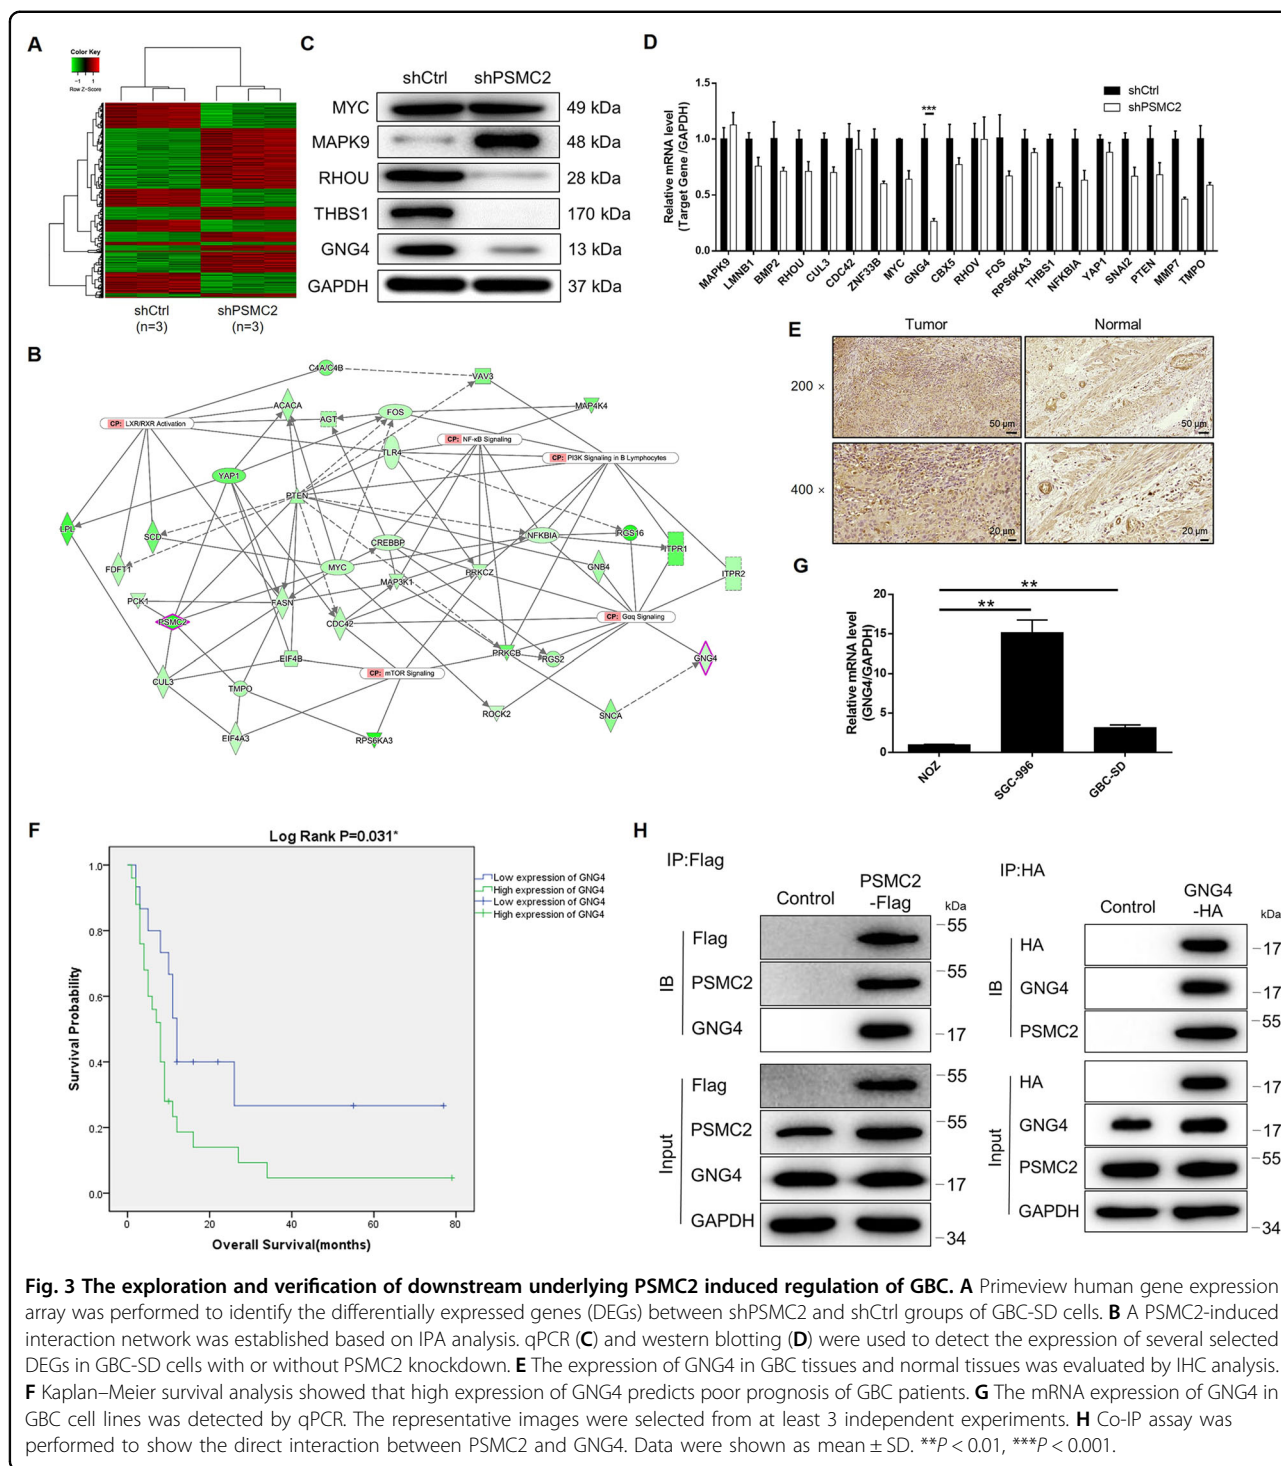 A
Color Key
−1 1
Row Z-Score
shCtrl
(n=3)
shPSMC2
(n=3)
C
shCtrl shPSMC2
MYC 49 kDa
MAPK9 48 kDa
RHOU 28 kDa
THBS1 170 kDa
GNG4 13 kDa
GAPDH 37 kDa
D
Relative mRNA level
(Target Gene /GAPDH)
1.5
1.0
0.5
0.0
***
shCtrl
shPSMC2
MAPK9
LMNB1
BMP2
RHOU
CUL3
CDC42
ZNF33B
MYC
GNG4
CBX5
RHOV
FOS
RPS6KA3
THBS1
NFKBIA
YAP1
SNAI2
PTEN
MMP7
TMPO
B
C4A/C4B
VAV3
ACACA
AGT
FOS
MAP4K4
CP: LXR/RXR Activation
CP: NF-κB Signaling
TLR4
CP: PI3K Signaling in B Lymphocytes
YAP1
PTEN
LPL
SCD
CREBBP
NFKBIA
RGS16
ITPR1
FDFT1
MYC
MAP3K1
PRKCZ
GNB4
ITPR2
PCK1
FASN
PSMC2
CDC42
CP: Gαq Signaling
EIF4B
PRKCB
RGS2
GNG4
CUL3
TMPO
CP: mTOR Signaling
ROCK2
SNCA
EIF4A3
RPS6KA3
E
Tumor Normal
200 ×
50 μm 50 μm
400 ×
20 μm 20 μm
G
Relative mRNA level
(GNG4/GAPDH)
20
15
10
5
0
**
**
NOZ
SGC-996
GBC-SD
F
Log Rank P=0.031*
Survival Probability
1.0
0.8
0.6
0.4
0.2
0.0
0 20 40 60 80
Overall Survival(months)
Low expression of GNG4
High expression of GNG4
Low expression of GNG4
High expression of GNG4
H
IP:Flag
Control PSMC2
-Flag kDa
IB
Flag −55
PSMC2 −55
GNG4 −17
Input
Flag −55
PSMC2 −55
GNG4 −17
GAPDH −34
IP:HA
Control GNG4
-HA kDa
IB
HA −17
GNG4 −17
PSMC2 −55
Input
HA −17
GNG4 −17
PSMC2 −55
GAPDH −34
Fig. 3 The exploration and verification of downstream underlying PSMC2 induced regulation of GBC. A Primeview human gene expression
array was performed to identify the differentially expressed genes (DEGs) between shPSMC2 and shCtrl groups of GBC-SD cells. B A PSMC2-induced
interaction network was established based on IPA analysis. qPCR (C) and western blotting (D) were used to detect the expression of several selected
DEGs in GBC-SD cells with or without PSMC2 knockdown. E The expression of GNG4 in GBC tissues and normal tissues was evaluated by IHC analysis.
F Kaplan–Meier survival analysis showed that high expression of GNG4 predicts poor prognosis of GBC patients. G The mRNA expression of GNG4 in
GBC cell lines was detected by qPCR. The representative images were selected from at least 3 independent experiments. H Co-IP assay was
performed to show the direct interaction between PSMC2 and GNG4. Data were shown as mean ± SD. **P < 0.01, ***P < 0.001.